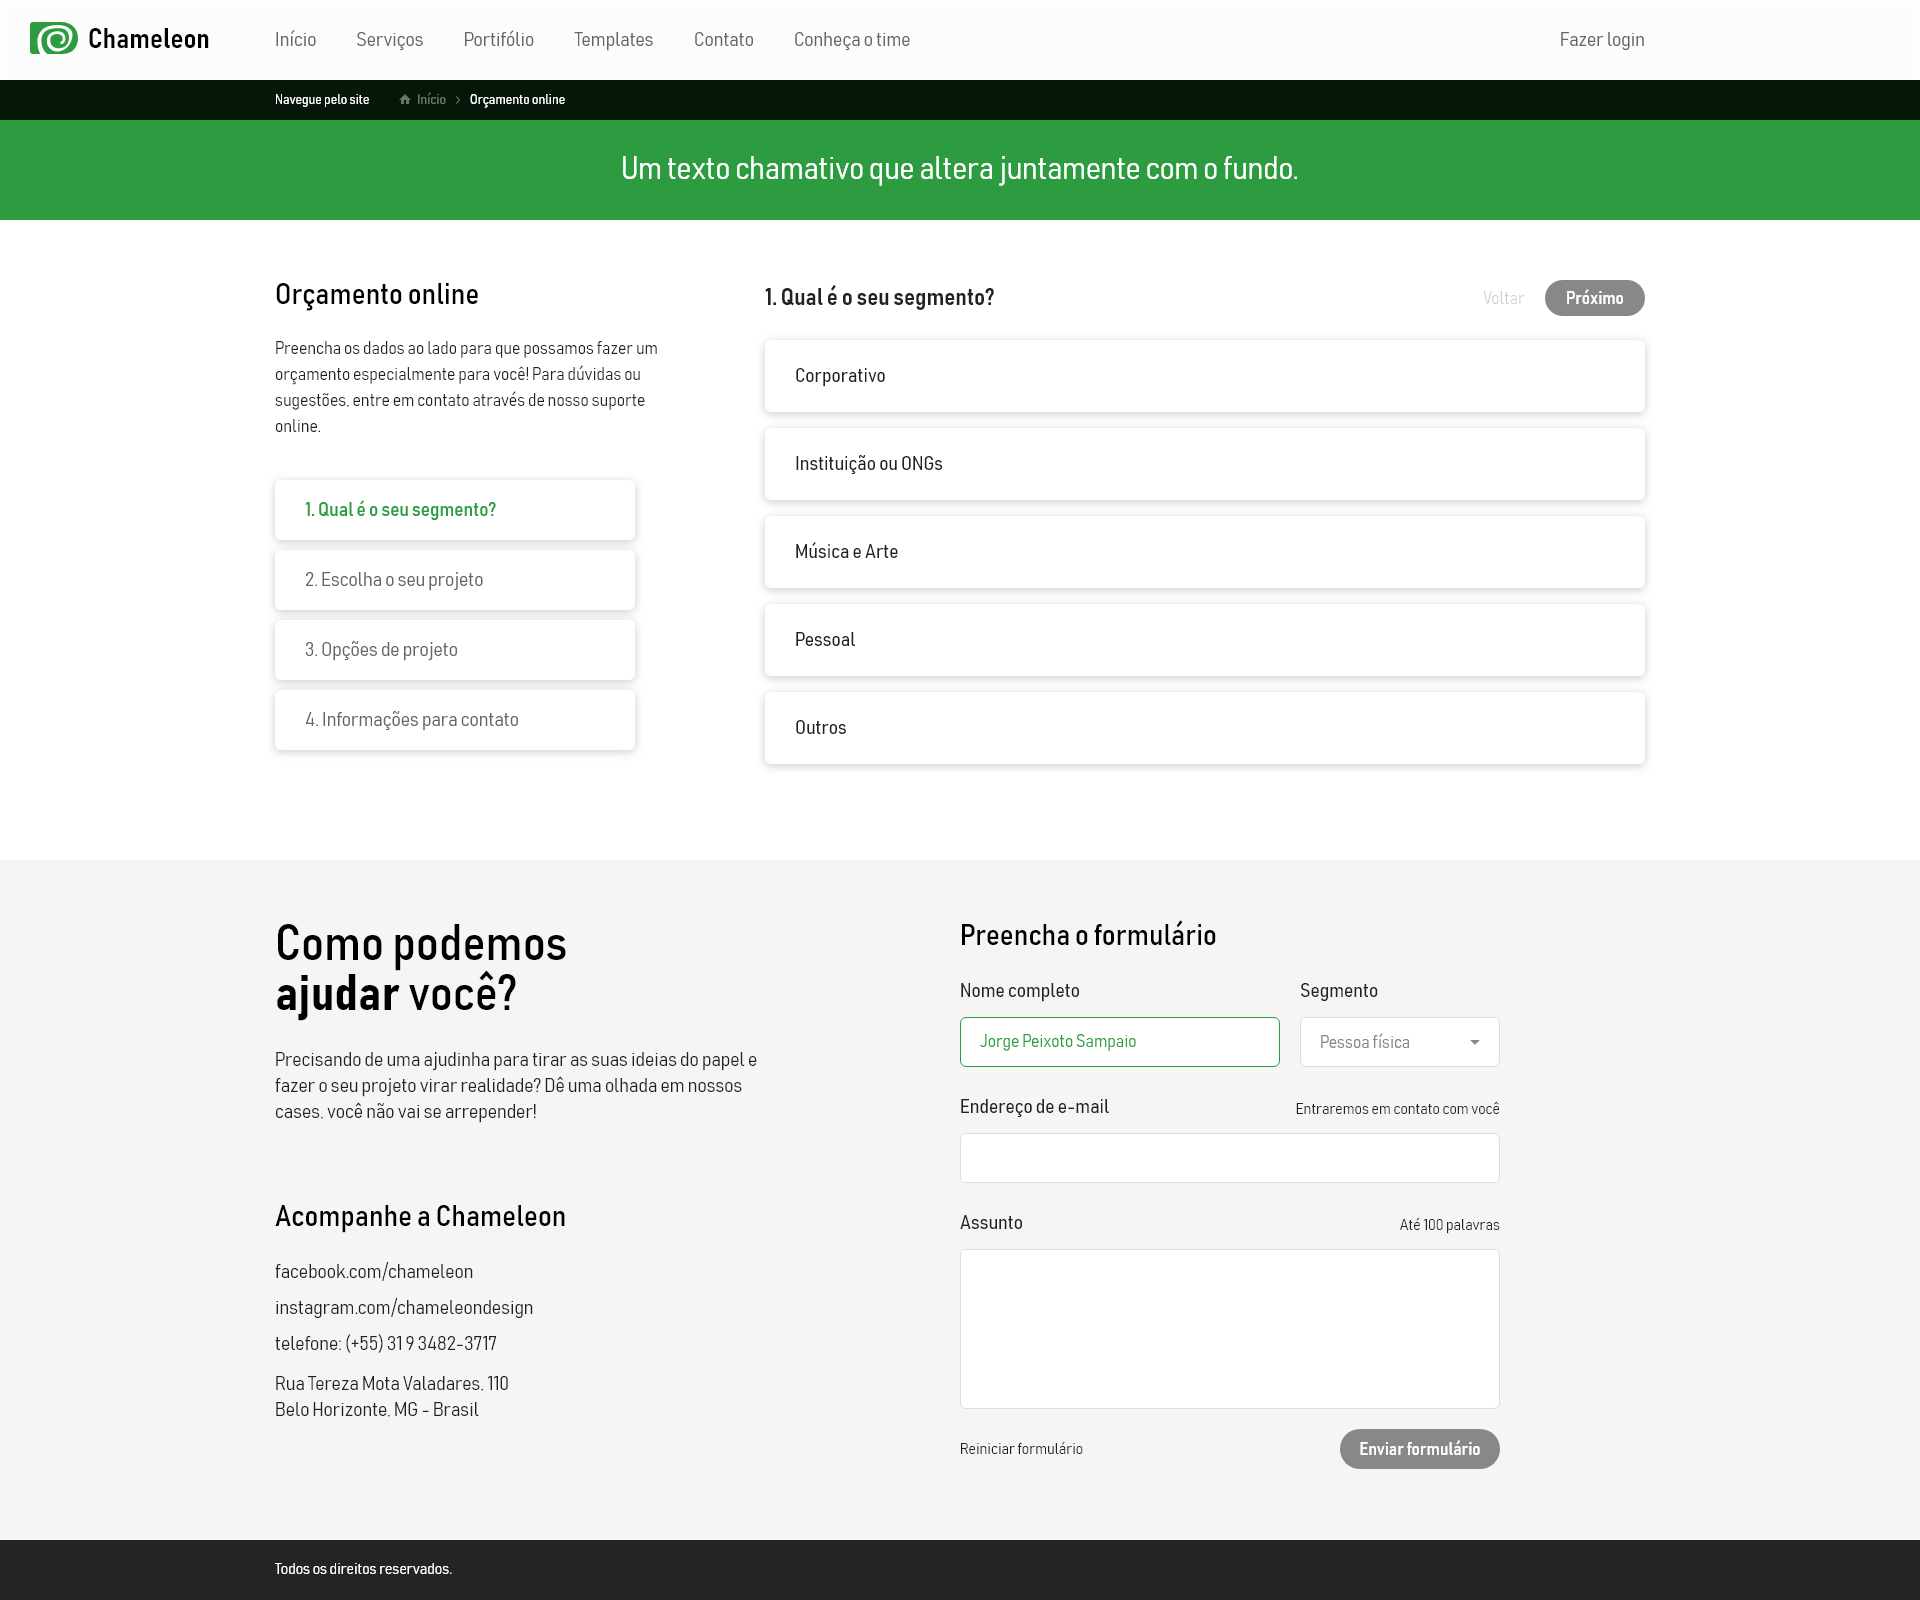 Chameleon
Início
Serviços
Portifólio
Templates
Contato
Conheça o time
Fazer login
Navegue pelo site
Início
Orçamento online
Um texto chamativo que altera juntamente com o fundo.
Orçamento online
Preencha os dados ao lado para que possamos fazer um
orçamento especialmente para você! Para dúvidas ou
sugestões, entre em contato através de nosso suporte
online.
1. Qual é o seu segmento?
2. Escolha o seu projeto
3. Opções de projeto
4. Informações para contato
1. Qual é o seu segmento?
Voltar
Próximo
Corporativo
Instituição ou ONGs
Música e Arte
Pessoal
Outros
Como podemos
ajudar você?
Precisando de uma ajudinha para tirar as suas ideias do papel e
fazer o seu projeto virar realidade? Dê uma olhada em nossos
cases, você não vai se arrepender!
Acompanhe a Chameleon
facebook.com/chameleon
instagram.com/chameleondesign
telefone: (+55) 31 9 3482-3717
Rua Tereza Mota Valadares, 110
Belo Horizonte, MG - Brasil
Preencha o formulário
Nome completo
Segmento
Jorge Peixoto Sampaio
Pessoa física
Endereço de e-mail
Entraremos em contato com você
Assunto
Até 100 palavras
Reiniciar formulário
Enviar formulário
Todos os direitos reservados.